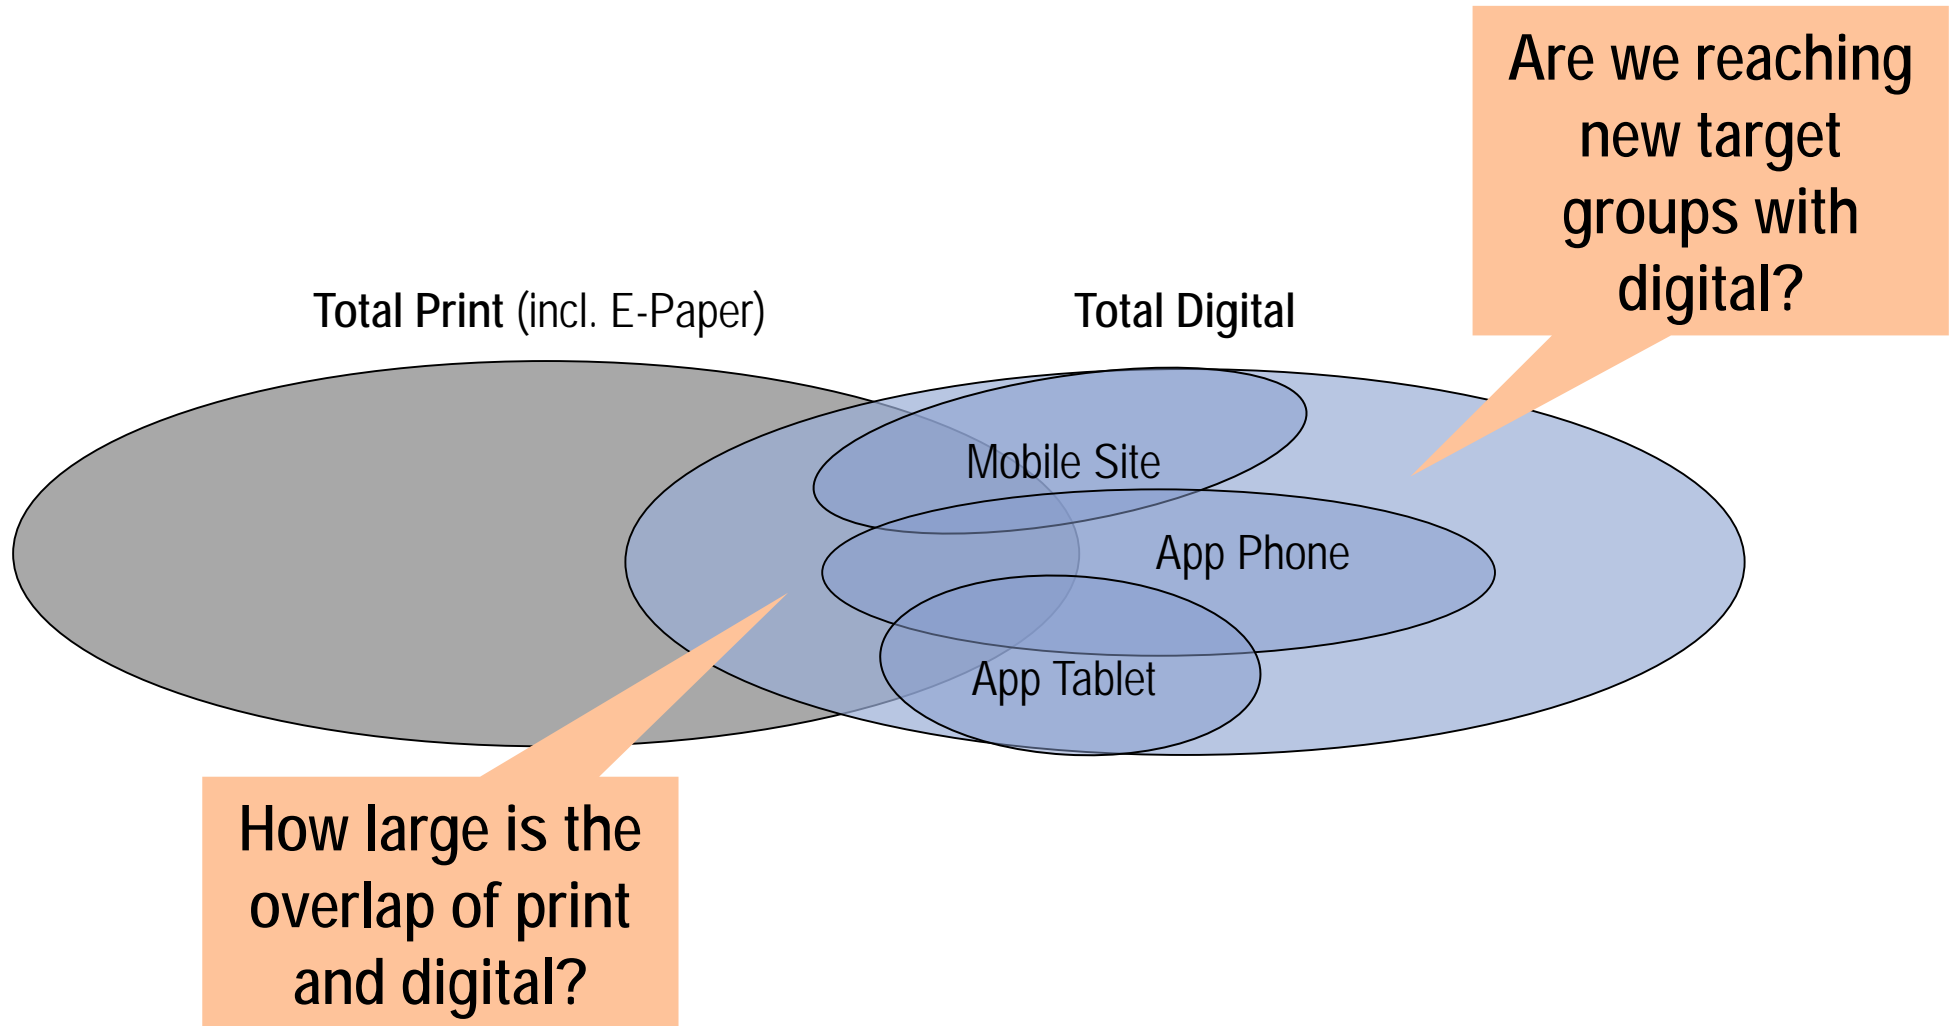 Are we reaching
new target
groups with
digital?
Total Print (incl. E-Paper)
Total Digital
Mobile Site
App Phone
App Tablet
How large is the
overlap of print
and digital?